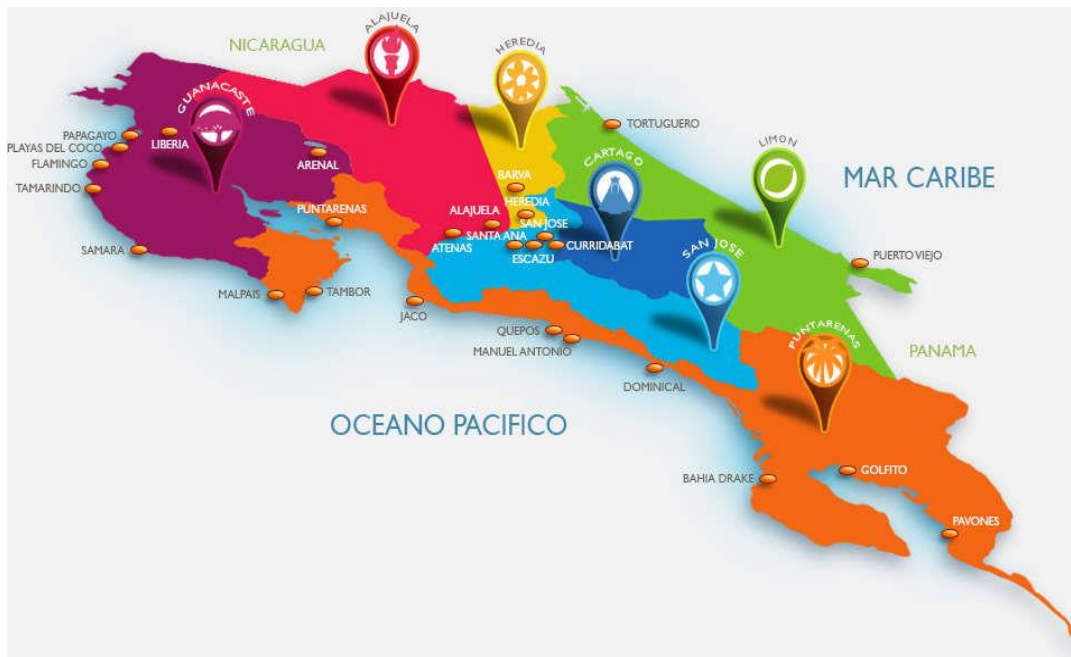 ALAJUELA
NICARAGUA
HEREDIA
GUANACASTE
TORTUGUERO
PAPAGAYO
LIBERIA
PLAYAS DEL COCO
CARTAGO
LIMON
FLAMINGO
ARENAL
BARVA
MAR CARIBE
TAMARINDO
HEREDIA
PUNTARENAS
ALAJUELA
SAN JOSE
SANTA ANA
ATENAS
CURRIDABAT
SAN JOSE
SAMARA
ESCAZU
PUERTO VIEJO
MALPAIS
TAMBOR
JACO
QUEPOS
PUNTARENAS
MANUEL ANTONIO
PANAMA
DOMINICAL
OCEANO PACIFICO
GOLFITO
BAHIA DRAKE
PAVONES